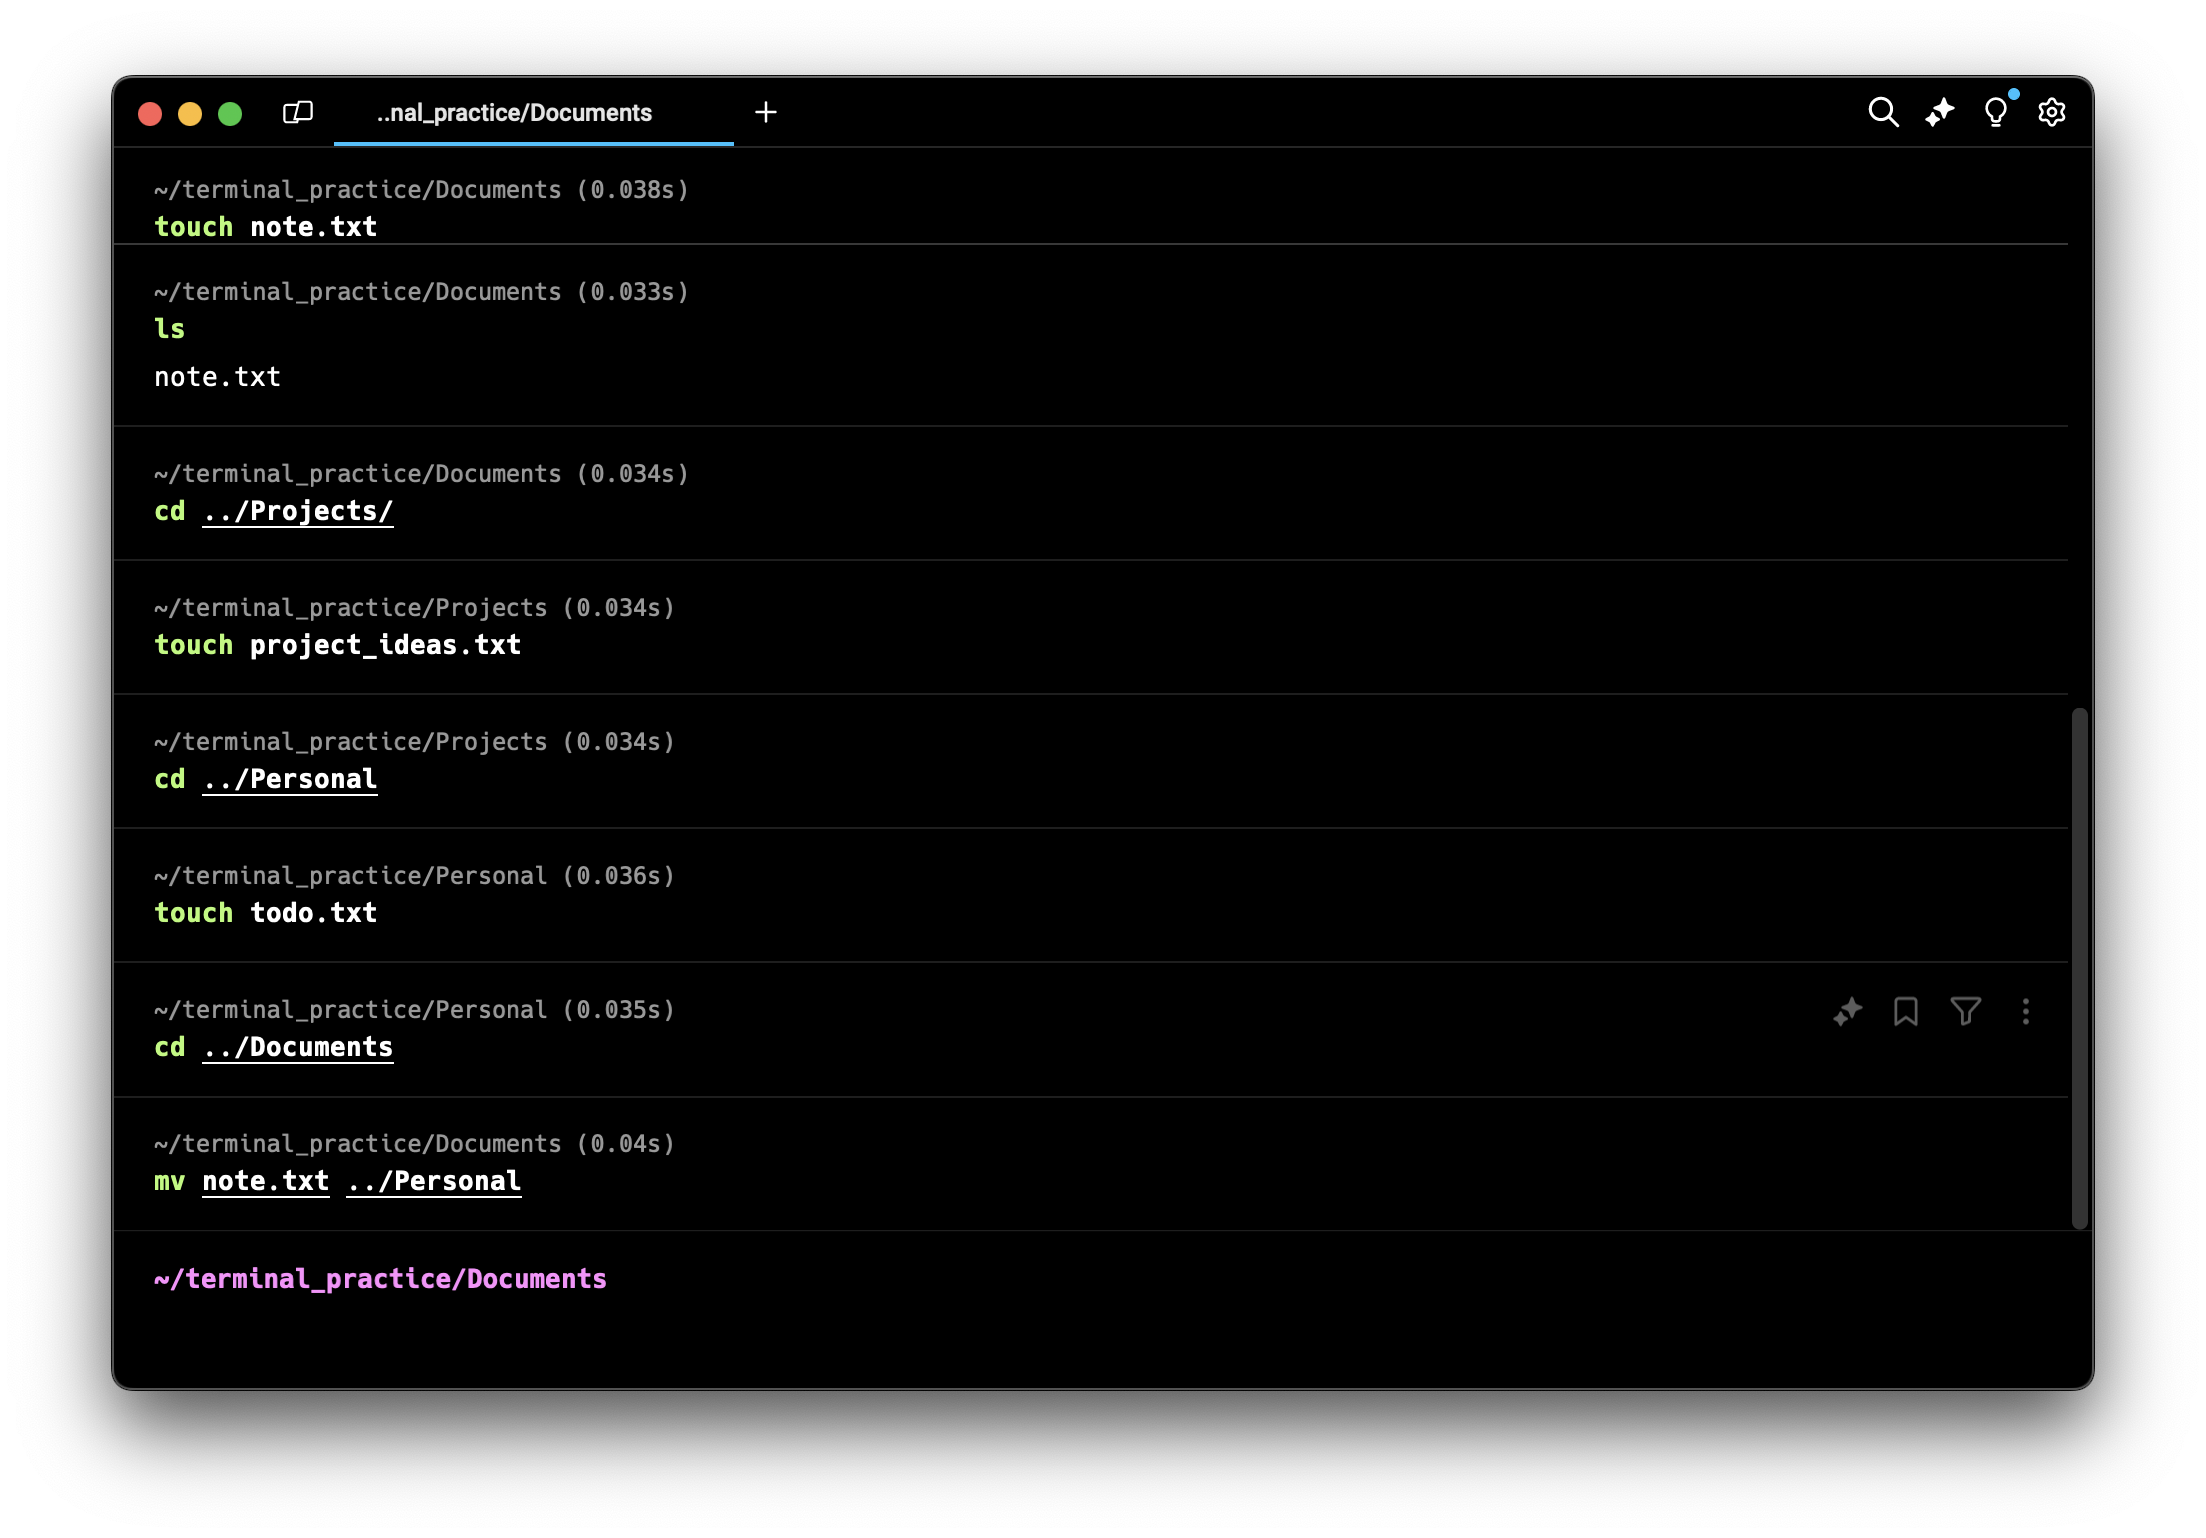 ..nal_practice/Documents
~/terminal_practice/Documents (0.038s)
touch note.txt
~/terminal_practice/Documents (0.033s)
ls
note.txt
~/terminal_practice/Documents (0.034s)
cd ../Projects/
~/terminal_practice/Projects (0.034s)
touch project_ideas.txt
~/terminal_practice/Projects (0.034s)
cd ../Personal
~/terminal_practice/Personal (0.036s)
touch todo.txt
~/terminal_practice/Personal (0.035s)
cd ../Documents
~/terminal_practice/Documents (0.04s)
mv note.txt ../Personal
~/terminal_practice/Documents